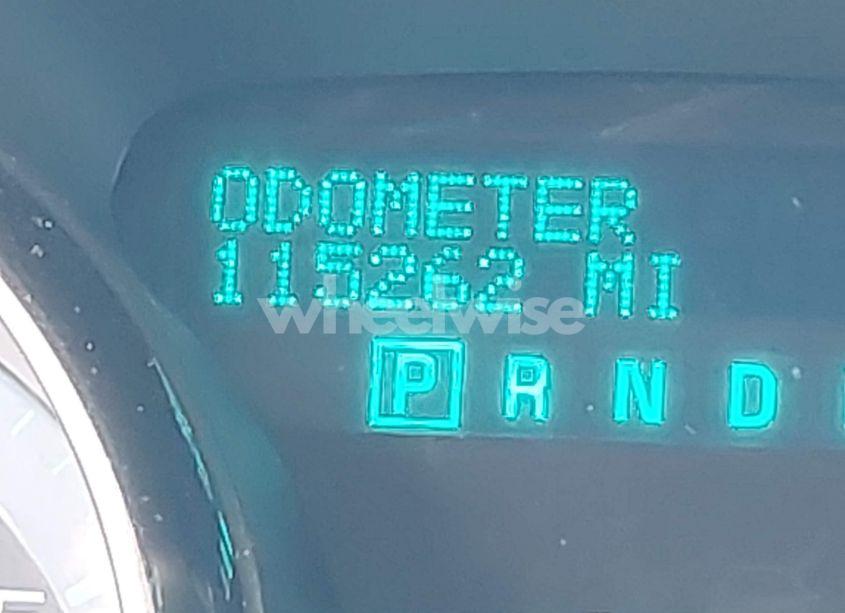 ODOMETER
115262 MI
wheelwise
P R N D